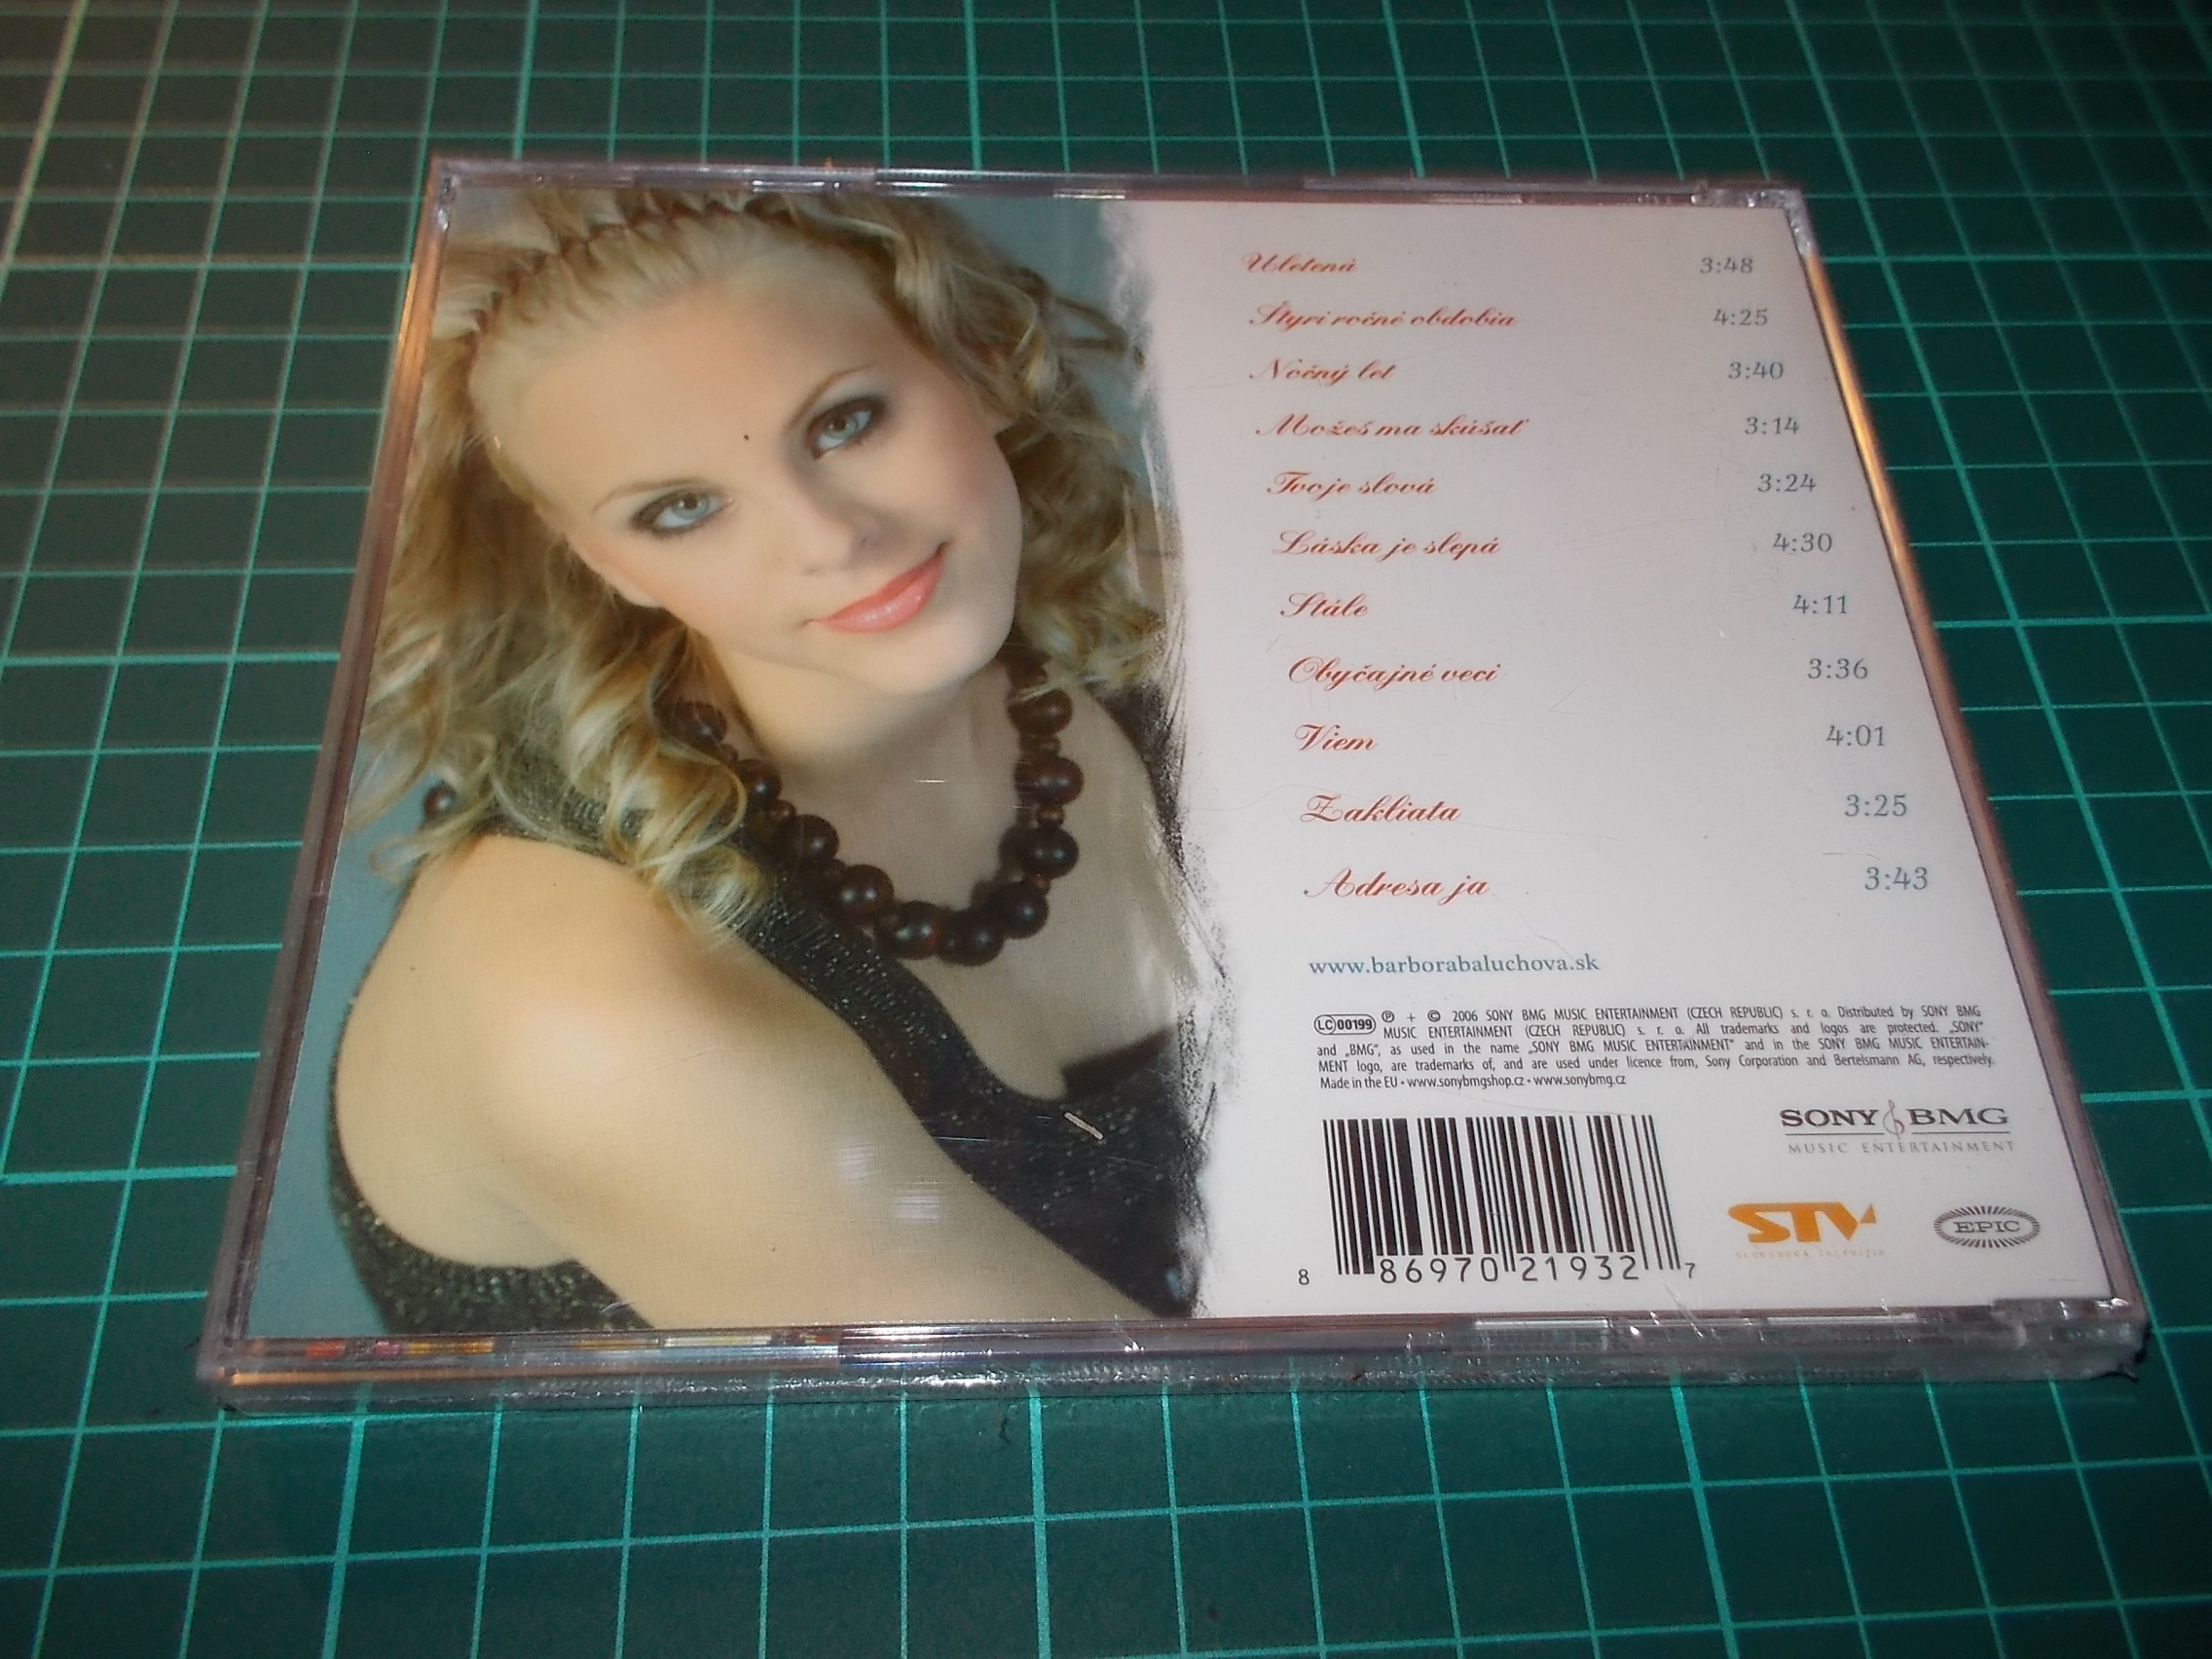 Uletená 3:48
Štyri ročné obdobia 4:25
Nočný let 3:40
Možeš ma skúšať 3:14
Tvoje slová 3:24
Láska je slepá 4:30
Stále 4:11
Obyčajné veci 3:36
Viem 4:01
Zakliata 3:25
Adresa ja 3:43
www.barborabaluchova.sk
LC 00199 ℗ + © 2006 SONY BMG MUSIC ENTERTAINMENT (CZECH REPUBLIC) s. r. o. Distributed by SONY BMG
MUSIC ENTERTAINMENT (CZECH REPUBLIC) s. r. o. All trademarks and logos are protected. „SONY"
and „BMG", as used in the name „SONY BMG MUSIC ENTERTAINMENT" and in the SONY BMG MUSIC ENTERTAIN-
MENT logo, are trademarks of, and are used under licence from, Sony Corporation and Bertelsmann AG, respectively.
Made in the EU • www.sonybmgshop.cz • www.sonybmg.cz
SONY BMG
MUSIC ENTERTAINMENT
STV
SLOVENSKÁ TELEVÍZIA
EPIC
8 86970 21932 7